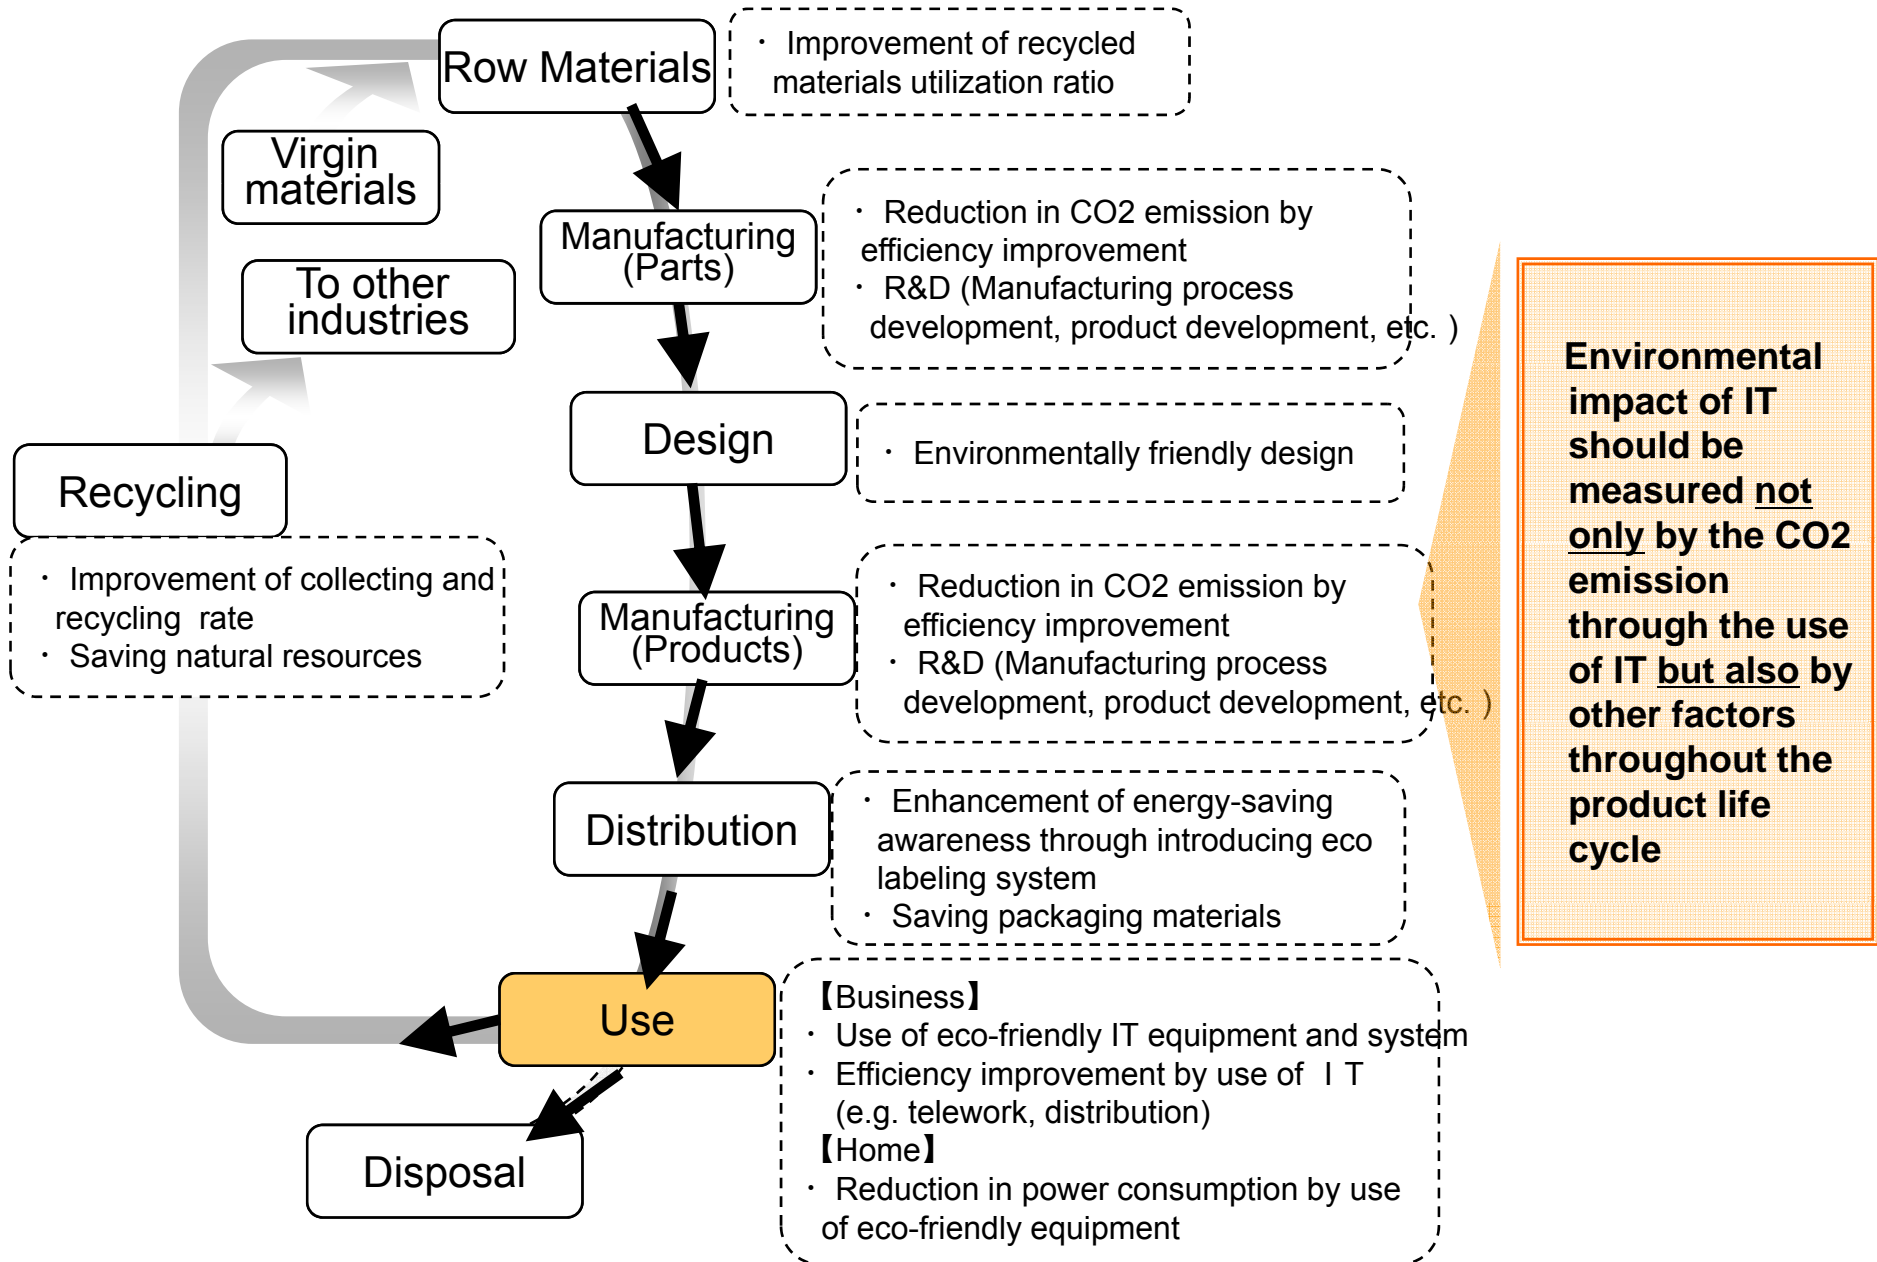 Row Materials
・ Improvement of recycled
materials utilization ratio
Virgin
materials
To other
industries
Manufacturing
(Parts)
・ Reduction in CO2 emission by
efficiency improvement
・ R&D (Manufacturing process
development, product development, etc. )
Design
・ Environmentally friendly design
Recycling
・ Improvement of collecting and
recycling rate
・ Saving natural resources
Manufacturing
(Products)
・ Reduction in CO2 emission by
efficiency improvement
・ R&D (Manufacturing process
development, product development, etc. )
Distribution
・ Enhancement of energy-saving
awareness through introducing eco
labeling system
・ Saving packaging materials
Use
【Business】
・ Use of eco-friendly IT equipment and system
・ Efficiency improvement by use of ＩＴ
(e.g. telework, distribution)
【Home】
・ Reduction in power consumption by use
of eco-friendly equipment
Disposal
Environmental
impact of IT
should be
measured not
only by the CO2
emission
through the use
of IT but also by
other factors
throughout the
product life
cycle